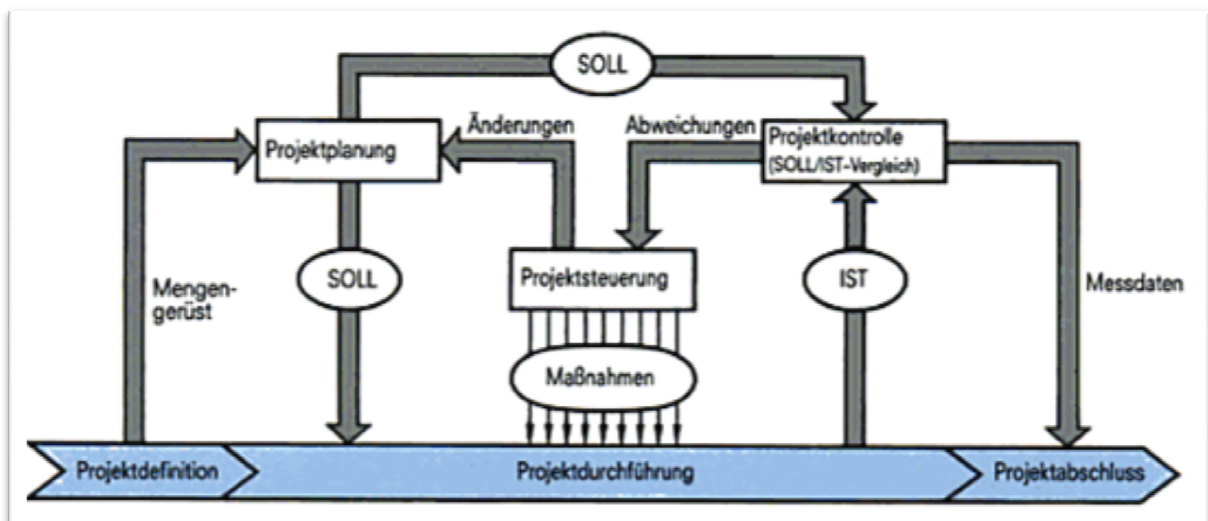 SOLL
Änderungen
Abweichungen
Projektplanung
Projektkontrolle
(SOLL/IST-Vergleich)
Mengen-
gerüst
SOLL
Projektsteuerung
IST
Messdaten
Maßnahmen
Projektdefinition
Projektdurchführung
Projektabschluss